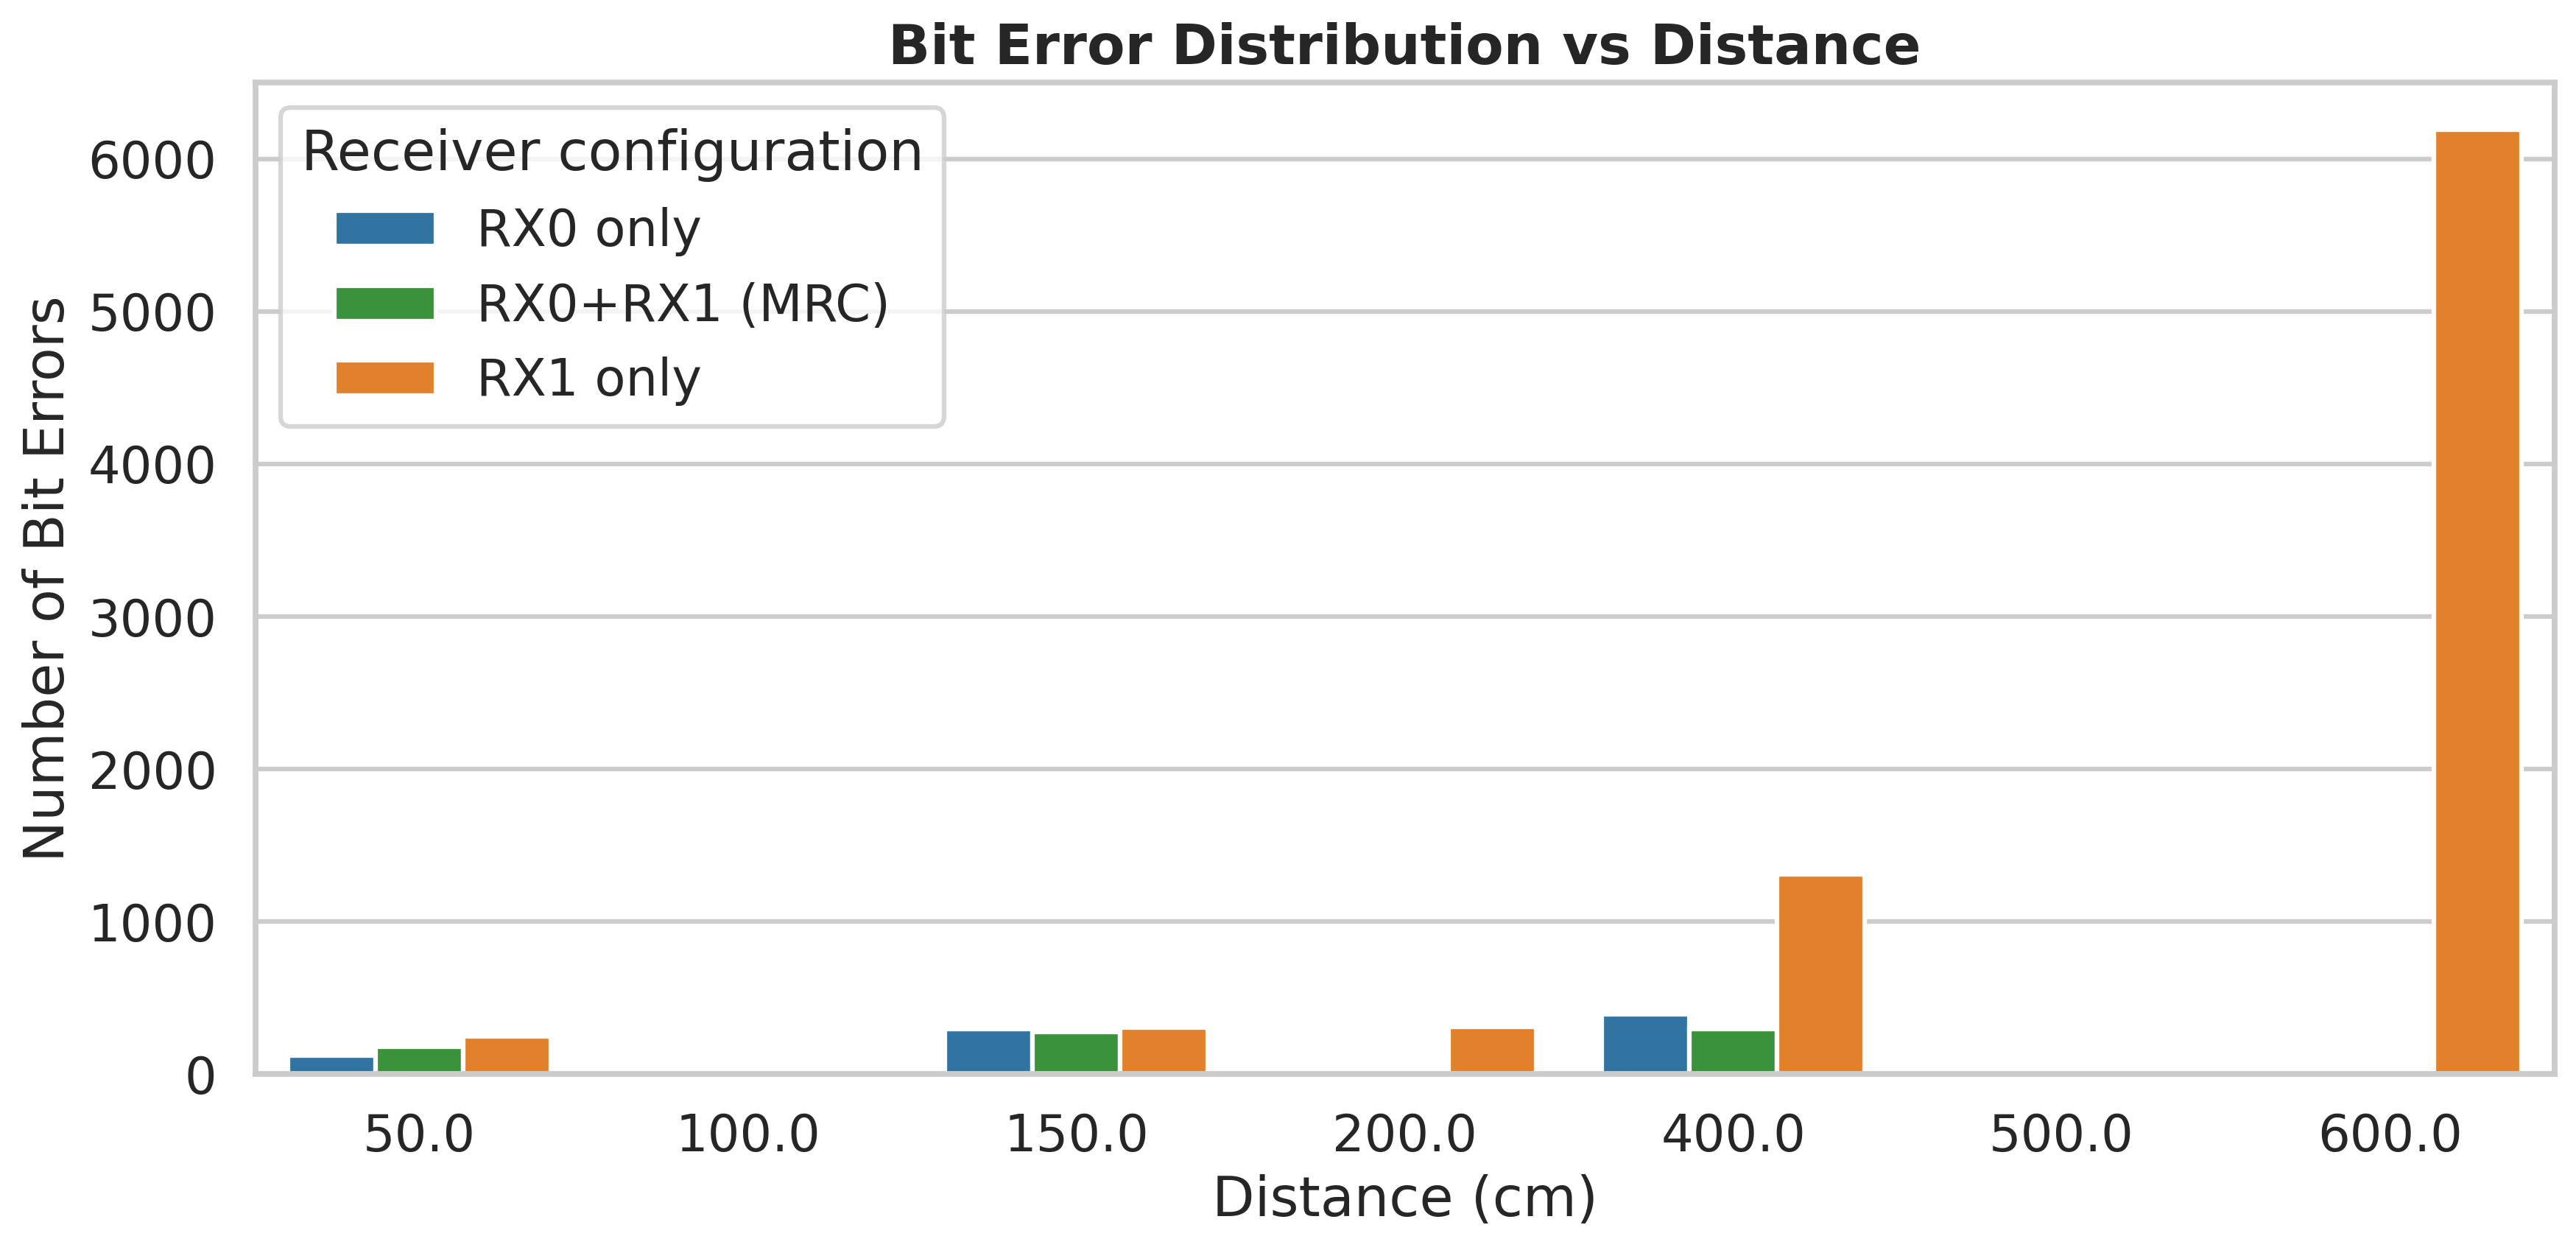 Bit Error Distribution vs Distance
Receiver configuration
RX0 only
RX0+RX1 (MRC)
RX1 only
Number of Bit Errors
6000
5000
4000
3000
2000
1000
0
50.0 100.0 150.0 200.0 400.0 500.0 600.0
Distance (cm)